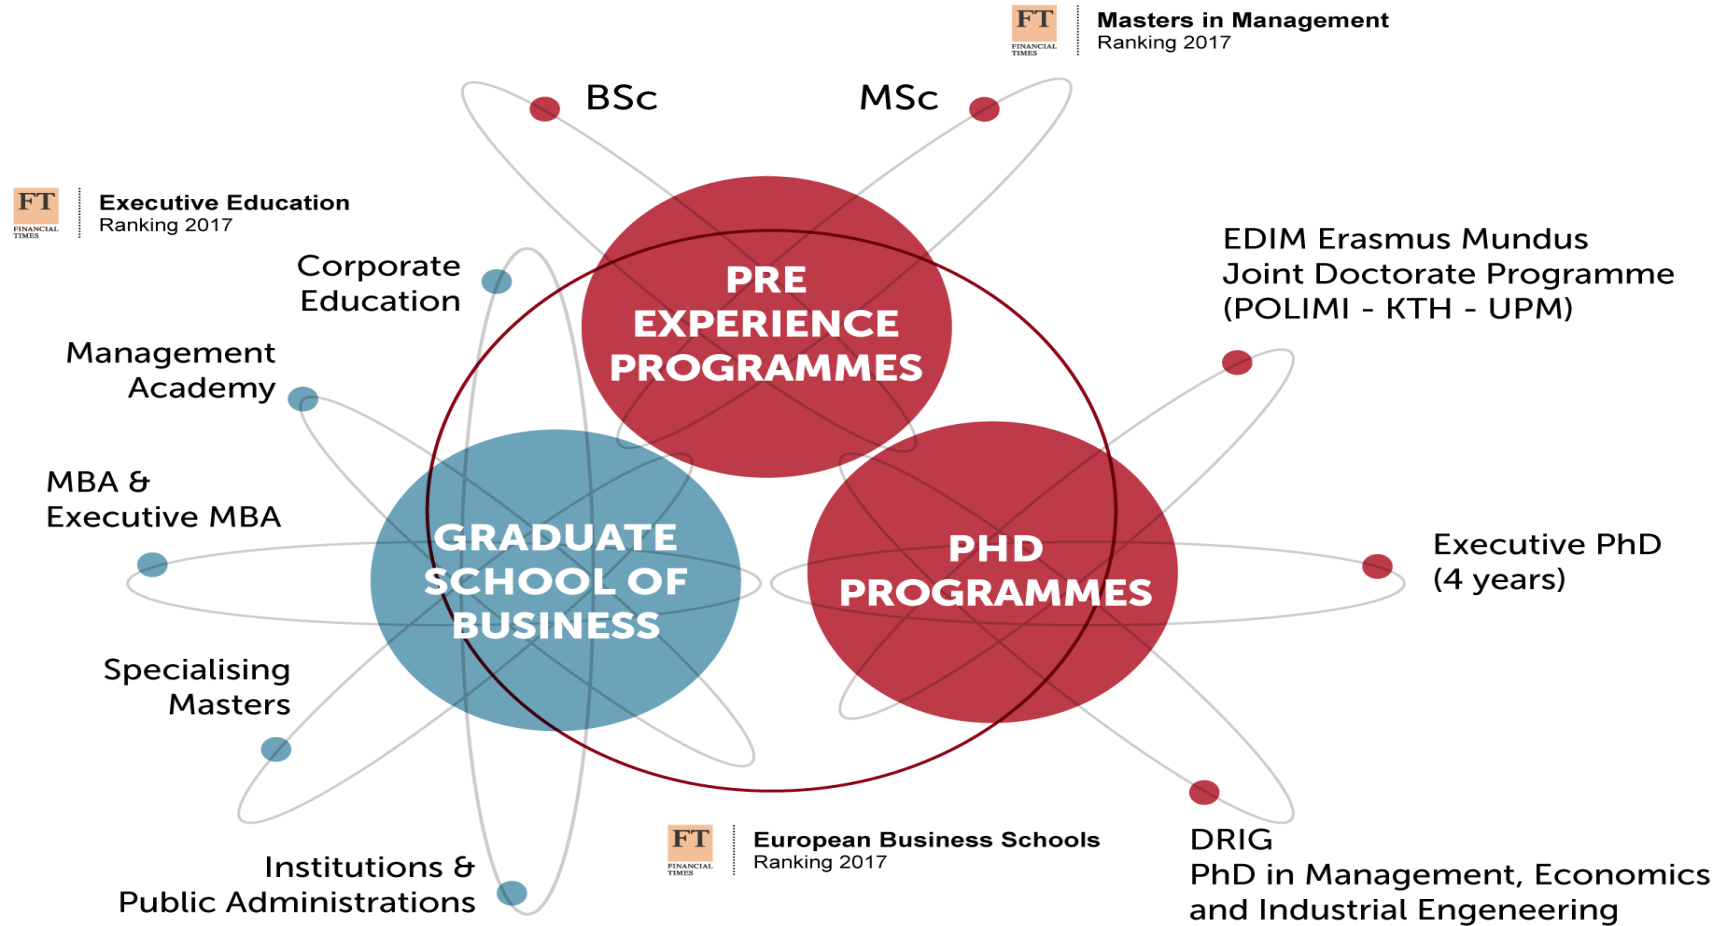 FT
FINANCIAL
TIMES
Masters in Management
Ranking 2017
BSc
MSc
FT
FINANCIAL
TIMES
Executive Education
Ranking 2017
Corporate
Education
EDIM Erasmus Mundus
Joint Doctorate Programme
(POLIMI - KTH - UPM)
PRE
EXPERIENCE
PROGRAMMES
Management
Academy
MBA &
Executive MBA
GRADUATE
SCHOOL OF
BUSINESS
PHD
PROGRAMMES
Executive PhD
(4 years)
Specialising
Masters
Institutions &
Public Administrations
FT
FINANCIAL
TIMES
European Business Schools
Ranking 2017
DRIG
PhD in Management, Economics
and Industrial Engeneering